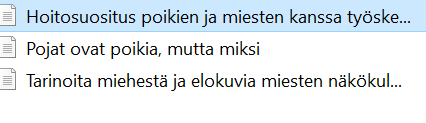 Hoitosuositus poikien ja miesten kanssa työske...
Pojat ovat poikia, mutta miksi
Tarinoita miehestä ja elokuvia miesten näkökul...